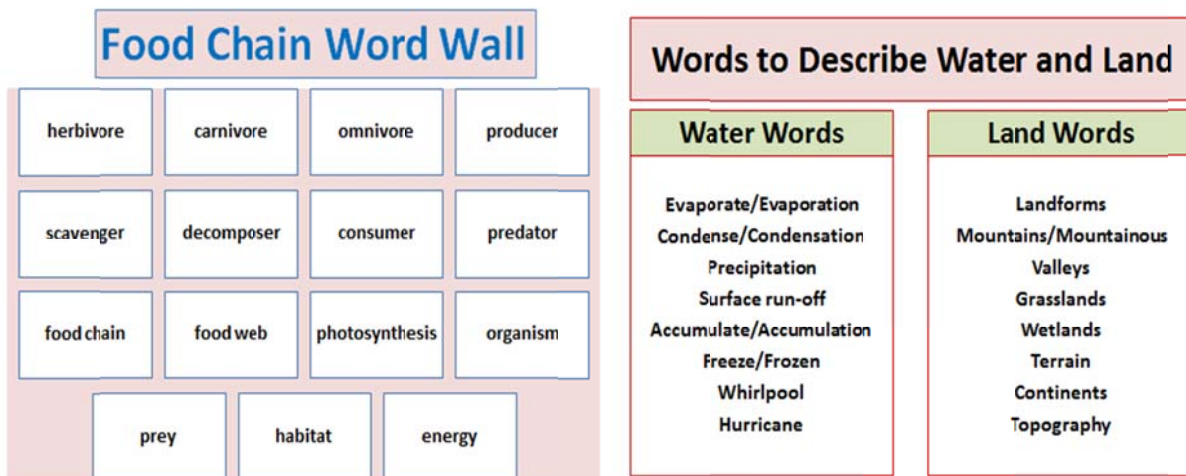 Food Chain Word Wall
herbivore
carnivore
omnivore
producer
scavenger
decomposer
consumer
predator
food chain
food web
photosynthesis
organism
prey
habitat
energy
Words to Describe Water and Land
Water Words
Evaporate/Evaporation
Condense/Condensation
Precipitation
Surface run-off
Accumulate/Accumulation
Freeze/Frozen
Whirlpool
Hurricane
Land Words
Landforms
Mountains/Mountainous
Valleys
Grasslands
Wetlands
Terrain
Continents
Topography